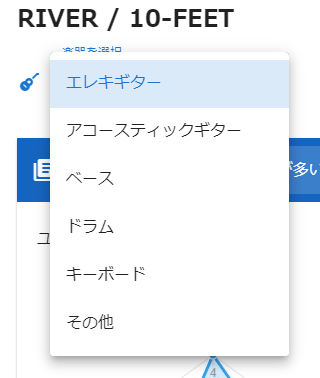 RIVER / 10-FEET
楽器を選択
エレキギター
アコースティックギター
ベース
が多い
ドラム
ユ
キーボード
その他
4